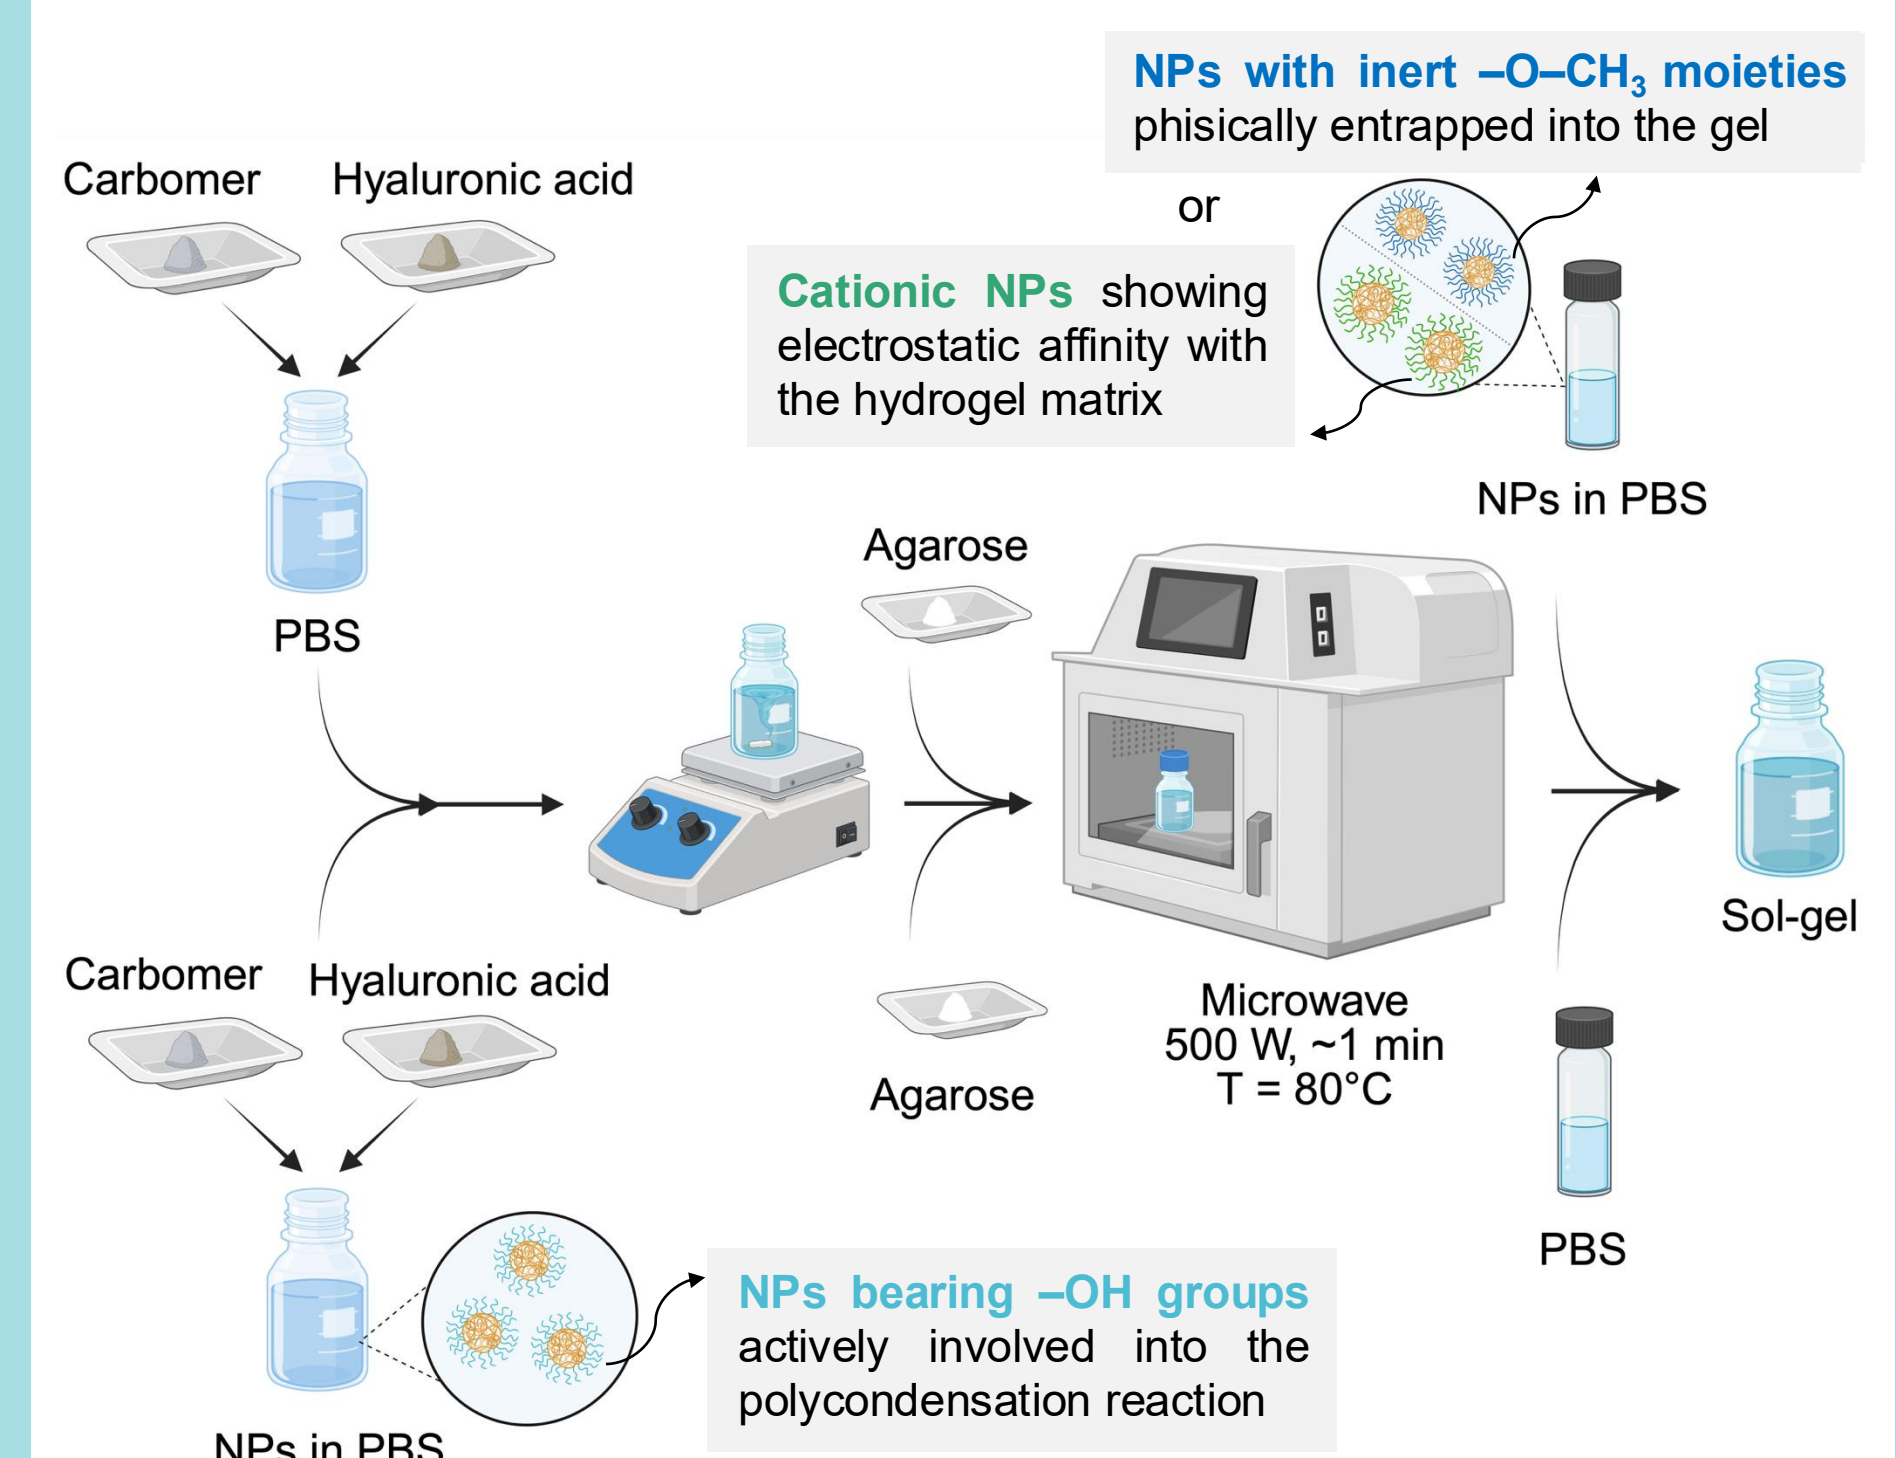 NPs with inert –O–CH₃ moieties
phisically entrapped into the gel
or
Cationic NPs showing
electrostatic affinity with
the hydrogel matrix
NPs in PBS
Carbomer
Hyaluronic acid
PBS
Agarose
Sol-gel
Carbomer
Hyaluronic acid
Agarose
Microwave
500 W, ~1 min
T = 80°C
PBS
NPs bearing –OH groups
actively involved into the
polycondensation reaction
NPs in PBS